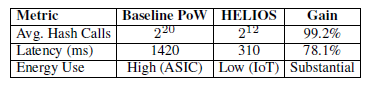 Metric Baseline PoW HELIOS Gain
Avg. Hash Calls 2^20 2^12 99.2%
Latency (ms) 1420 310 78.1%
Energy Use High (ASIC) Low (IoT) Substantial